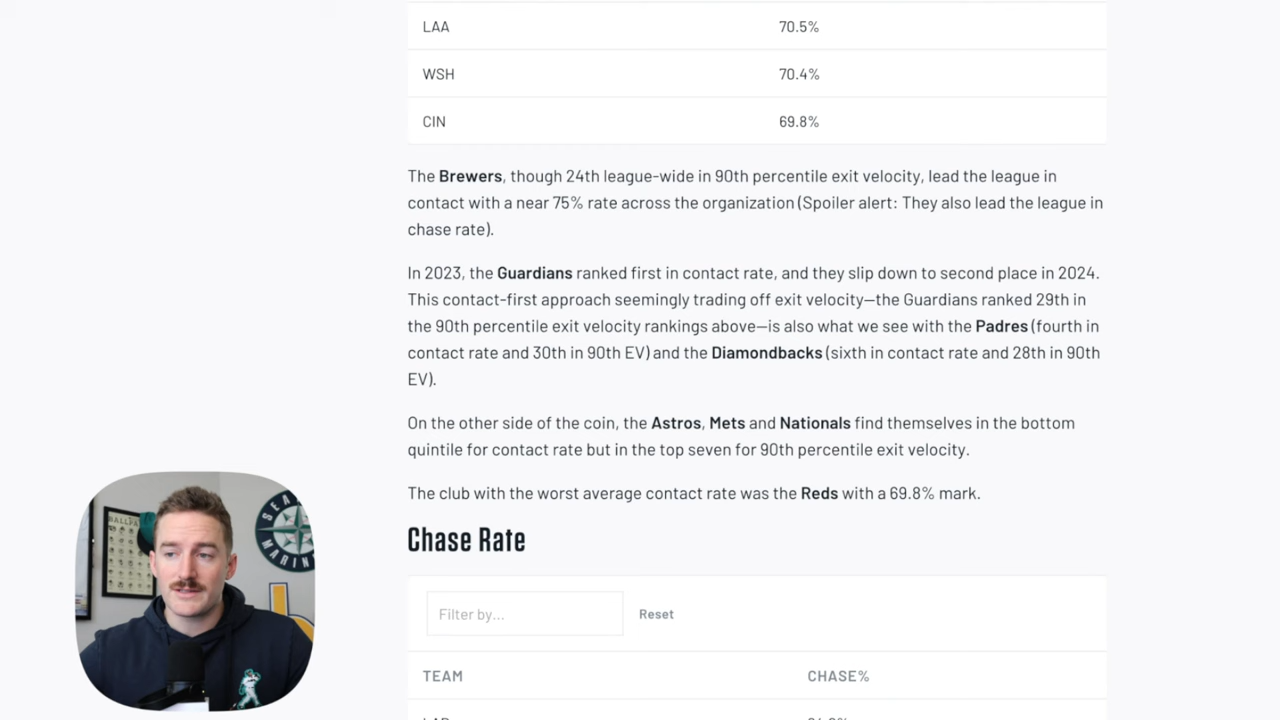 LAA 70.5%
WSH 70.4%
CIN 69.8%
The Brewers, though 24th league-wide in 90th percentile exit velocity, lead the league in
contact with a near 75% rate across the organization (Spoiler alert: They also lead the league in
chase rate).
In 2023, the Guardians ranked first in contact rate, and they slip down to second place in 2024.
This contact-first approach seemingly trading off exit velocity—the Guardians ranked 29th in
the 90th percentile exit velocity rankings above—is also what we see with the Padres (fourth in
contact rate and 30th in 90th EV) and the Diamondbacks (sixth in contact rate and 28th in 90th
EV).
On the other side of the coin, the Astros, Mets and Nationals find themselves in the bottom
quintile for contact rate but in the top seven for 90th percentile exit velocity.
The club with the worst average contact rate was the Reds with a 69.8% mark.
Chase Rate
Filter by... Reset
TEAM CHASE%